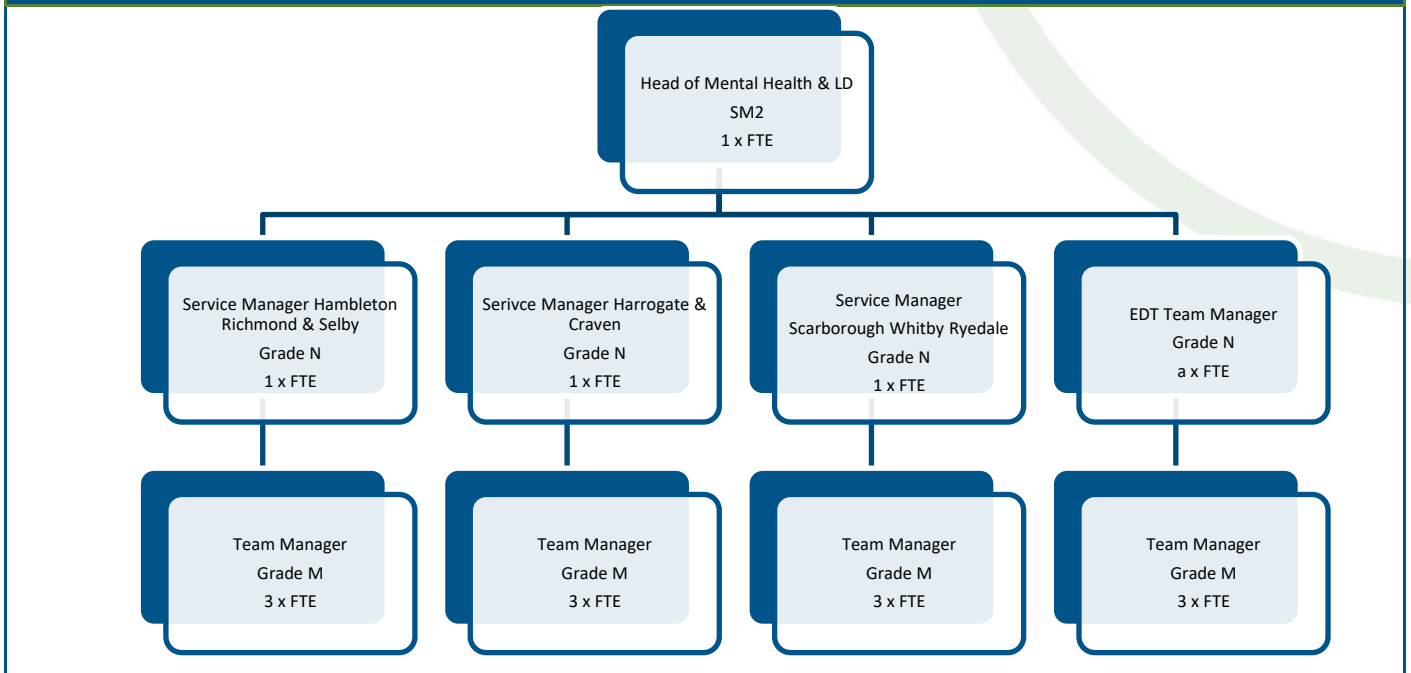 Head of Mental Health & LD
SM2
1 x FTE
Service Manager Hambleton
Richmond & Selby
Grade N
1 x FTE
Serivce Manager Harrogate &
Craven
Grade N
1 x FTE
Service Manager
Scarborough Whitby Ryedale
Grade N
1 x FTE
EDT Team Manager
Grade N
a x FTE
Team Manager
Grade M
3 x FTE
Team Manager
Grade M
3 x FTE
Team Manager
Grade M
3 x FTE
Team Manager
Grade M
3 x FTE